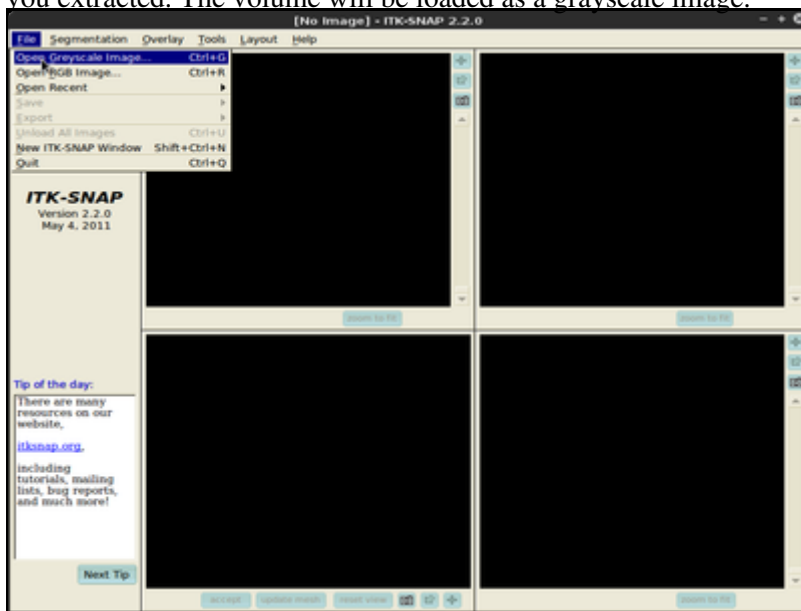 you extracted. The volume will be loaded as a grayscale image.
[No Image] - ITK-SNAP 2.2.0
File Segmentation Overlay Tools Layout Help
Open Greyscale Image... Ctrl+G
Open RGB Image... Ctrl+R
Open Recent
Save
Export
Unload All Images Ctrl+U
New ITK-SNAP Window Shift+Ctrl+N
Quit Ctrl+Q
ITK-SNAP
Version 2.2.0
May 4, 2011
zoom to fit
zoom to fit
Tip of the day:
There are many
resources on our
website,
itksnap.org,
including
tutorials, mailing
lists, bug reports,
and much more!
Next Tip
accept update mesh reset view
zoom to fit